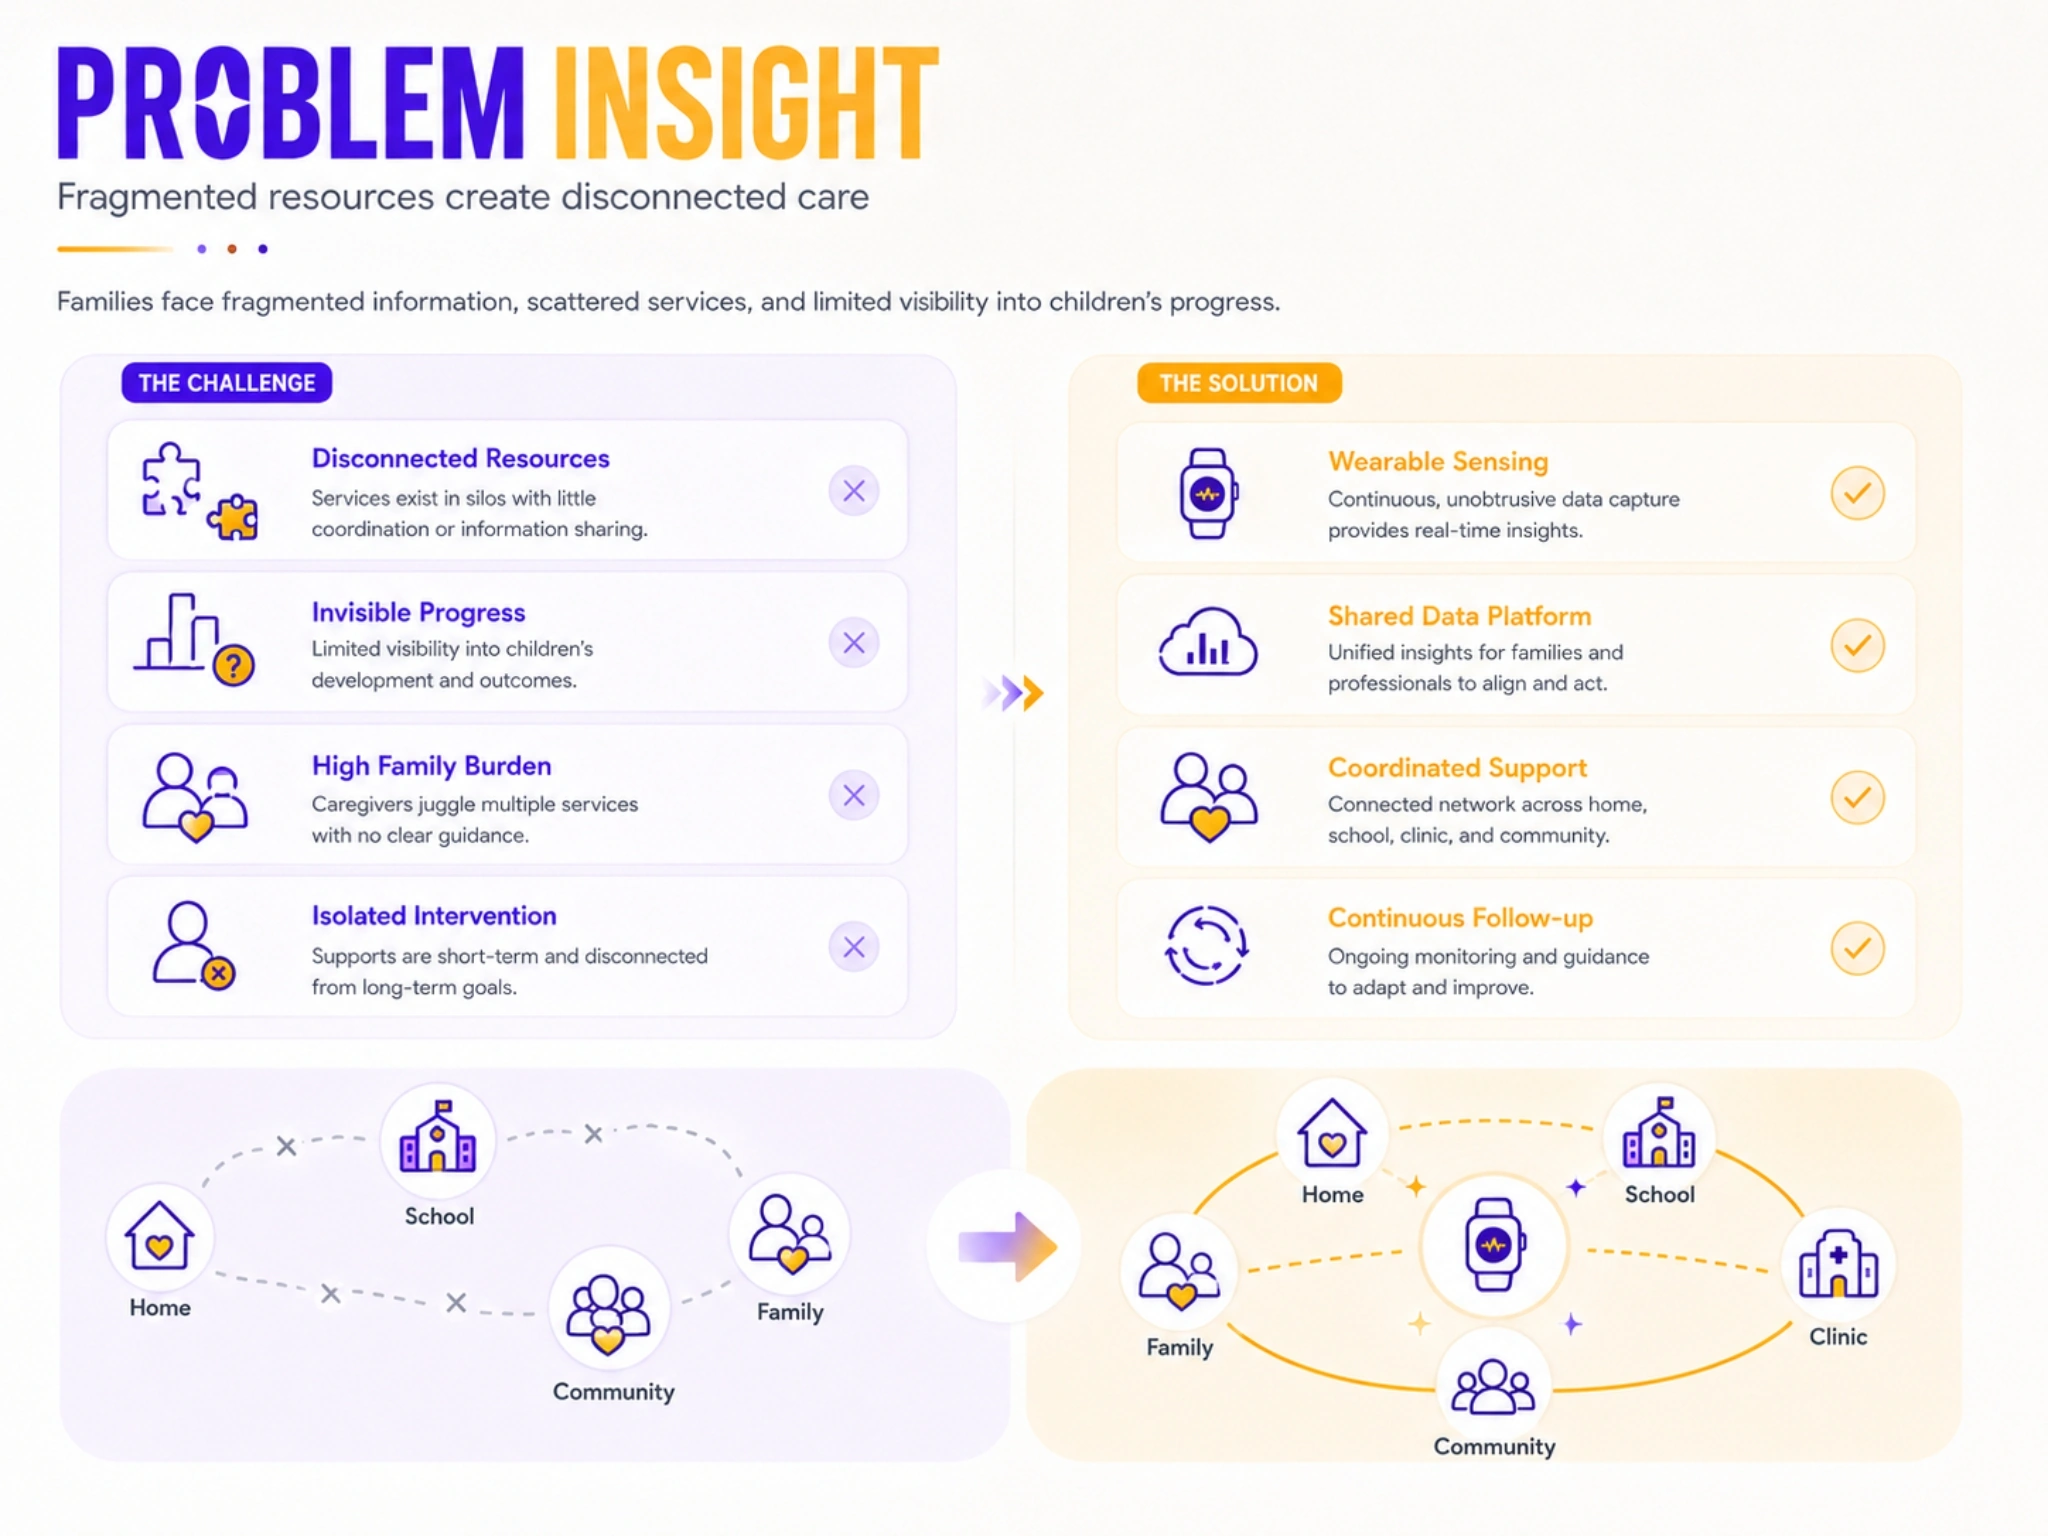 PROBLEM INSIGHT
Fragmented resources create disconnected care
Families face fragmented information, scattered services, and limited visibility into children's progress.
THE CHALLENGE
Disconnected Resources
Services exist in silos with little
coordination or information sharing.
Invisible Progress
Limited visibility into children's
development and outcomes.
?
High Family Burden
Caregivers juggle multiple services
with no clear guidance.
Isolated Intervention
Supports are short-term and disconnected
from long-term goals.
THE SOLUTION
Wearable Sensing
Continuous, unobtrusive data capture
provides real-time insights.
Shared Data Platform
Unified insights for families and
professionals to align and act.
Coordinated Support
Connected network across home,
school, clinic, and community.
Continuous Follow-up
Ongoing monitoring and guidance
to adapt and improve.
School
Home
Family
Community
Home
School
Family
Clinic
Community